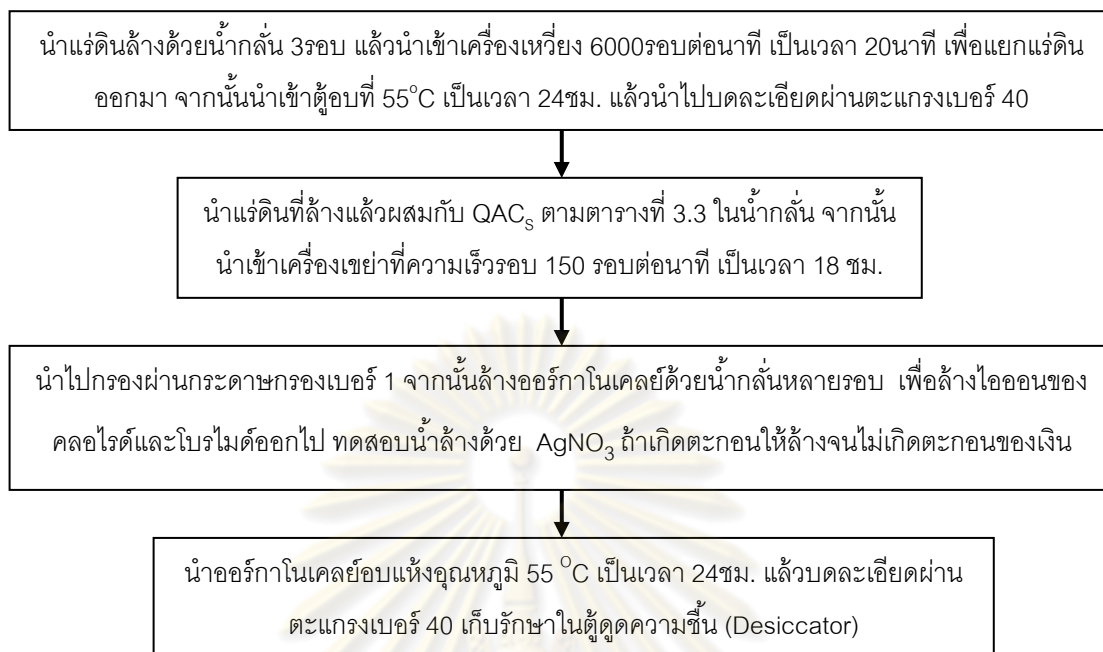 นำแร่ดินล้างด้วยน้ำกลั่น 3รอบ แล้วนำเข้าเครื่องเหวี่ยง 6000รอบต่อนาที เป็นเวลา 20นาที เพื่อแยกแร่ดิน
ออกมา จากนั้นนำเข้าตู้อบที่ 55°C เป็นเวลา 24ชม. แล้วนำไปบดละเอียดผ่านตะแกรงเบอร์ 40
นำแร่ดินที่ล้างแล้วผสมกับ QACₛ ตามตารางที่ 3.3 ในน้ำกลั่น จากนั้น
นำเข้าเครื่องเขย่าที่ความเร็วรอบ 150 รอบต่อนาที เป็นเวลา 18 ชม.
นำไปกรองผ่านกระดาษกรองเบอร์ 1 จากนั้นล้างออร์กาโนเคลย์ด้วยน้ำกลั่นหลายรอบ เพื่อล้างไอออนของ
คลอไรด์และโบรไมด์ออกไป ทดสอบน้ำล้างด้วย AgNO₃ ถ้าเกิดตะกอนให้ล้างจนไม่เกิดตะกอนของเงิน
นำออร์กาโนเคลย์อบแห้งอุณหภูมิ 55 °C เป็นเวลา 24ชม. แล้วบดละเอียดผ่าน
ตะแกรงเบอร์ 40 เก็บรักษาในตู้ดูดความชื้น (Desiccator)